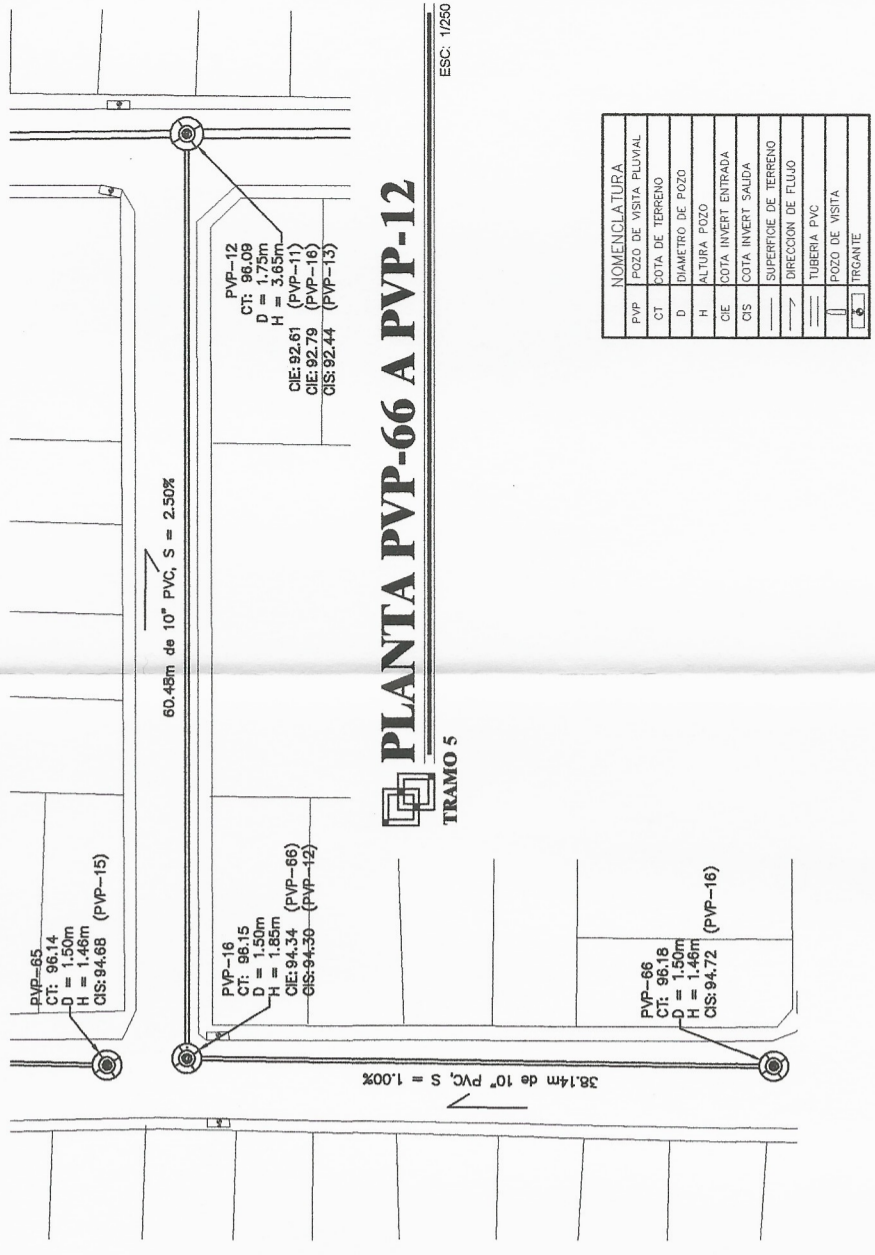 PVP-65
CT: 96.14
D = 1.50m
H = 1.46m
CIS: 94.68 (PVP-15)
60.48m de 10" PVC, S = 2.50%
PVP-16
CT: 96.15
D = 1.50m
H = 1.85m
CIE: 94.34 (PVP-66)
CIS: 94.30 (PVP-12)
PVP-12
CT: 96.09
D = 1.75m
H = 3.65m
CIE: 92.61 (PVP-11)
CIE: 92.79 (PVP-16)
CIS: 92.44 (PVP-13)
38.14m de 10" PVC, S = 1.00%
PVP-66
CT: 96.18
D = 1.50m
H = 1.46m
CIS: 94.72 (PVP-16)
PLANTA PVP-66 A PVP-12
TRAMO 5
ESC: 1/250
NOMENCLATURA
PVP POZO DE VISITA PLUVIAL
CT COTA DE TERRENO
D DIAMETRO DE POZO
H ALTURA POZO
CIE COTA INVERT ENTRADA
CIS COTA INVERT SALIDA
SUPERFICIE DE TERRENO
DIRECCION DE FLUJO
TUBERIA PVC
POZO DE VISITA
TRGANTE